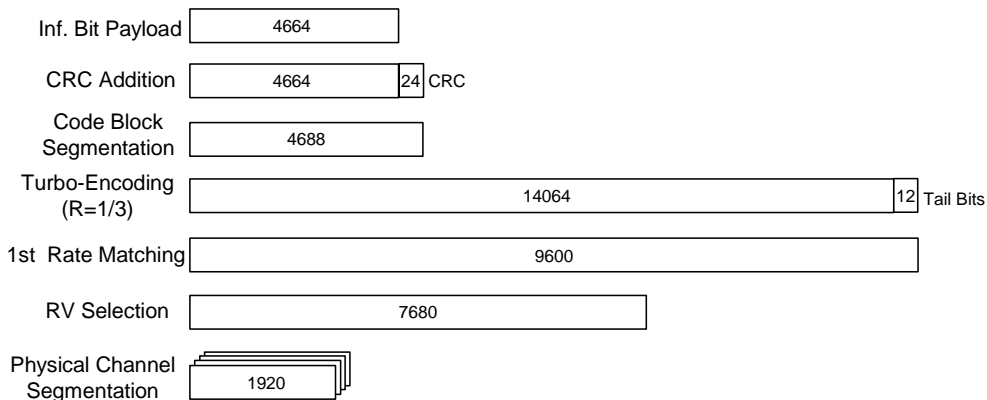 Inf. Bit Payload 4664
CRC Addition 4664 24 CRC
Code Block
Segmentation 4688
Turbo-Encoding
(R=1/3) 14064 12 Tail Bits
1st Rate Matching 9600
RV Selection 7680
Physical Channel
Segmentation 1920